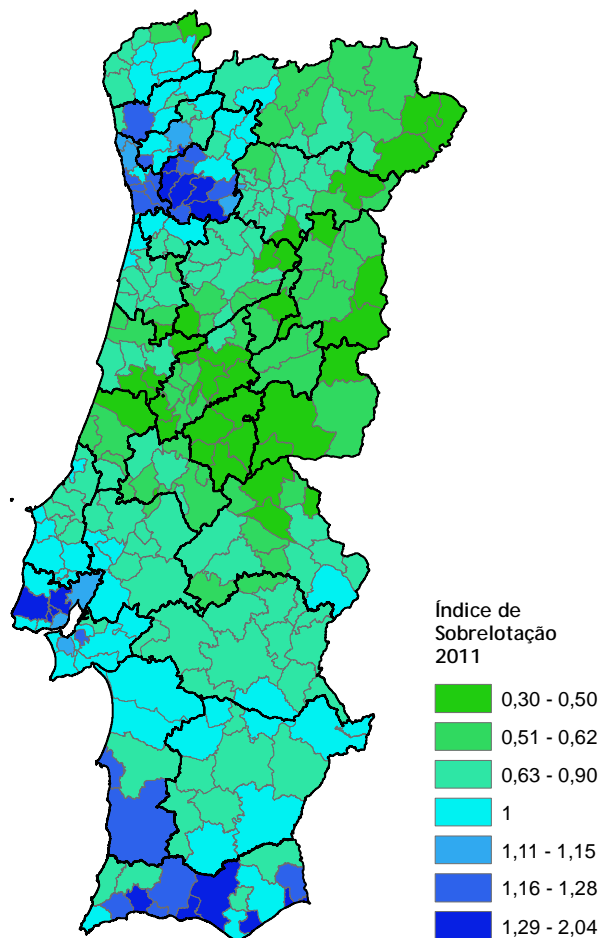 Índice de
Sobrelotação
2011
0,30 - 0,50
0,51 - 0,62
0,63 - 0,90
1
1,11 - 1,15
1,16 - 1,28
1,29 - 2,04